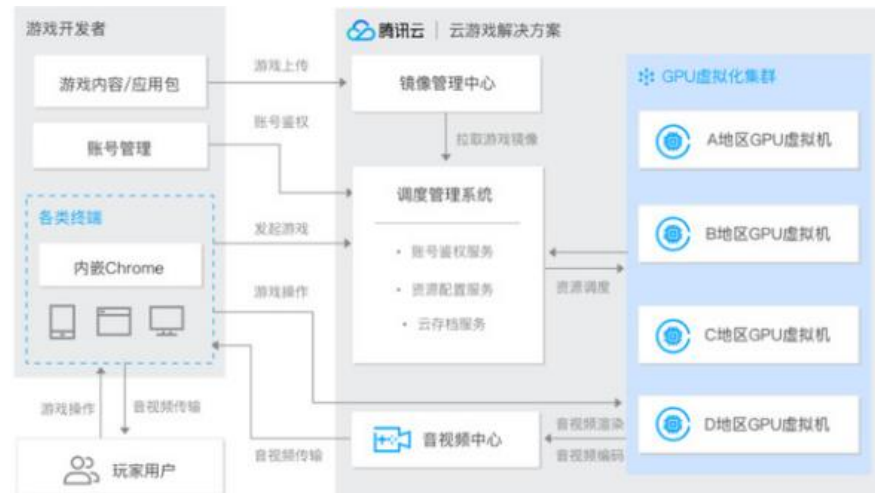 游戏开发者
游戏内容/应用包
账号管理
各类终端
内嵌Chrome
游戏操作
音视频传输
玩家用户
游戏上传
账号鉴权
发起游戏
游戏操作
音视频传输
腾讯云 | 云游戏解决方案
镜像管理中心
拉取游戏镜像
调度管理系统
· 账号鉴权服务
· 资源配置服务
· 云存档服务
资源调度
音视频中心
音视频渲染
音视频编码
GPU虚拟化集群
A地区GPU虚拟机
B地区GPU虚拟机
C地区GPU虚拟机
D地区GPU虚拟机